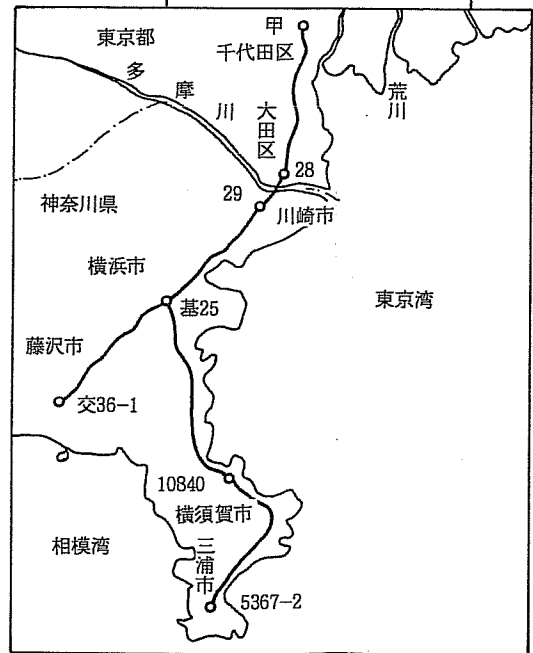 甲
東京都
千代田区
多摩川
大田区
荒川
28
29
神奈川県
川崎市
横浜市
基25
東京湾
藤沢市
交36-1
10840
横須賀市
相模湾
三浦市
5367-2